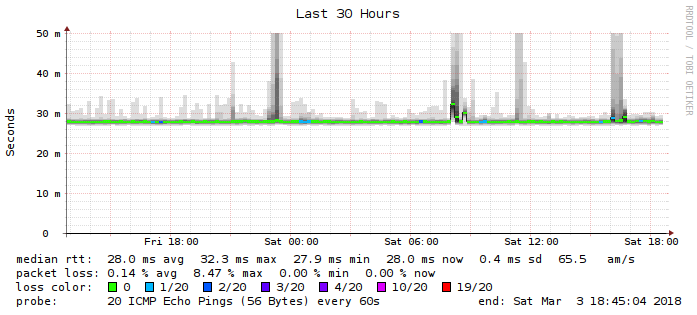 Last 30 Hours
RRDTOOL / TOBI OETIKER
Seconds
50 m
40 m
30 m
20 m
10 m
0
Fri 18:00 Sat 00:00 Sat 06:00 Sat 12:00 Sat 18:00
median rtt: 28.0 ms avg 32.3 ms max 27.9 ms min 28.0 ms now 0.4 ms sd 65.5 am/s
packet loss: 0.14 % avg 8.47 % max 0.00 % min 0.00 % now
loss color: 0 1/20 2/20 3/20 4/20 10/20 19/20
probe: 20 ICMP Echo Pings (56 Bytes) every 60s end: Sat Mar 3 18:45:04 2018